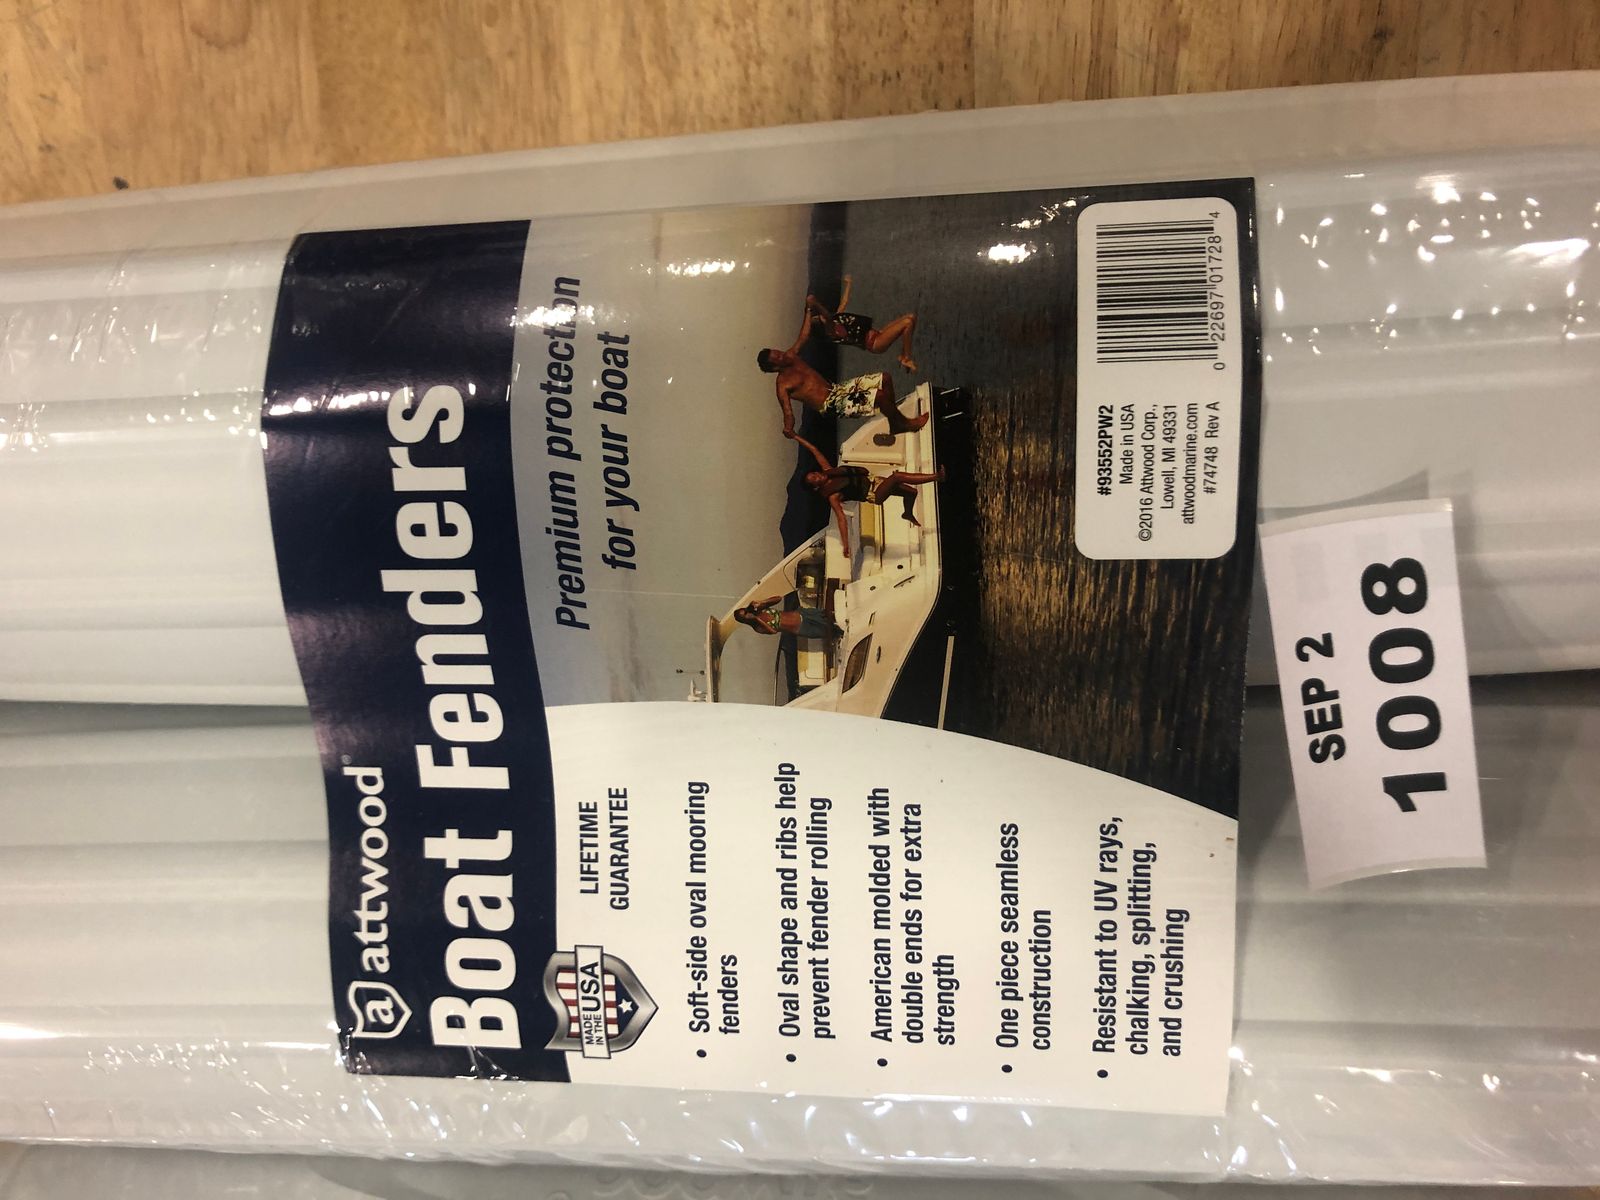 attwood
Boat Fenders
Premium protection
for your boat
MADE
IN THE
USA
LIFETIME
GUARANTEE
• Soft-side oval mooring
fenders
• Oval shape and ribs help
prevent fender rolling
• American molded with
double ends for extra
strength
• One piece seamless
construction
• Resistant to UV rays,
chalking, splitting,
and crushing
#93552PW2
Made in USA
©2016 Attwood Corp.,
Lowell, MI 49331
attwoodmarine.com
#74748 Rev A
0 22697 01728 4
SEP 2
1008